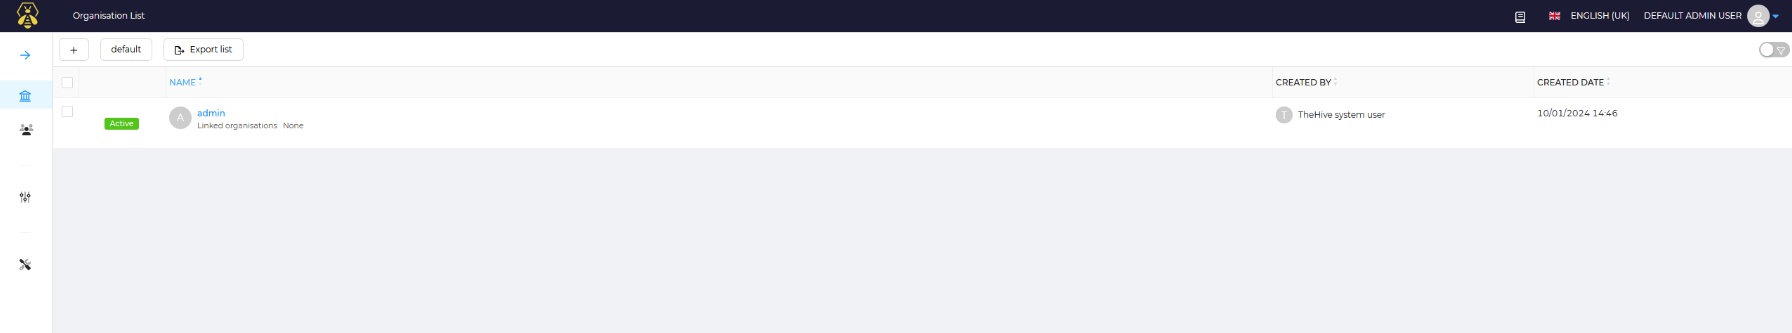 Organisation List
ENGLISH (UK)
DEFAULT ADMIN USER
default
Export list
NAME
CREATED BY
CREATED DATE
Active
A
admin
Linked organisations None
T
TheHive system user
10/01/2024 14:46